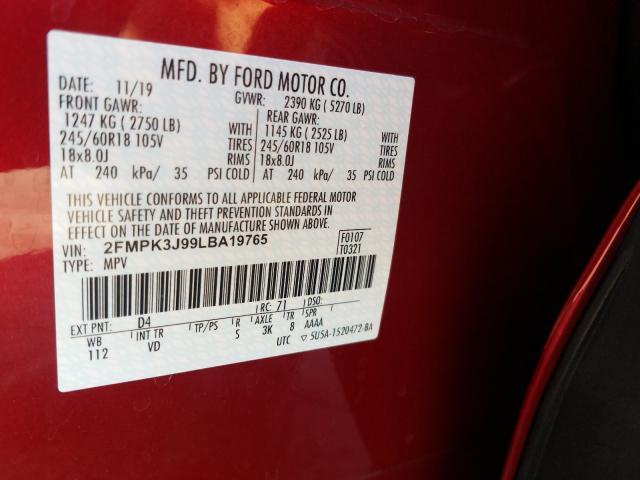 MFD. BY FORD MOTOR CO.
DATE: 11/19 GVWR: 2390 KG ( 5270 LB)
FRONT GAWR: REAR GAWR:
1247 KG ( 2750 LB) WITH 1145 KG ( 2525 LB) WITH
245/60R18 105V TIRES 245/60R18 105V TIRES
18x8.0J RIMS 18x8.0J RIMS
AT 240 kPa/ 35 PSI COLD AT 240 kPa/ 35 PSI COLD
THIS VEHICLE CONFORMS TO ALL APPLICABLE FEDERAL MOTOR
VEHICLE SAFETY AND THEFT PREVENTION STANDARDS IN
EFFECT ON THE DATE OF MANUFACTURE SHOWN ABOVE.
VIN: 2FMPK3J99LBA19765 F0107
TYPE: MPV T0321
EXT PNT: D4 RC: 71 DSO:
WB INT TR TP/PS R AXLE TR SPR
112 VD S 3K 8 AAAA
UTC ▽ 5U5A-1520472-BA